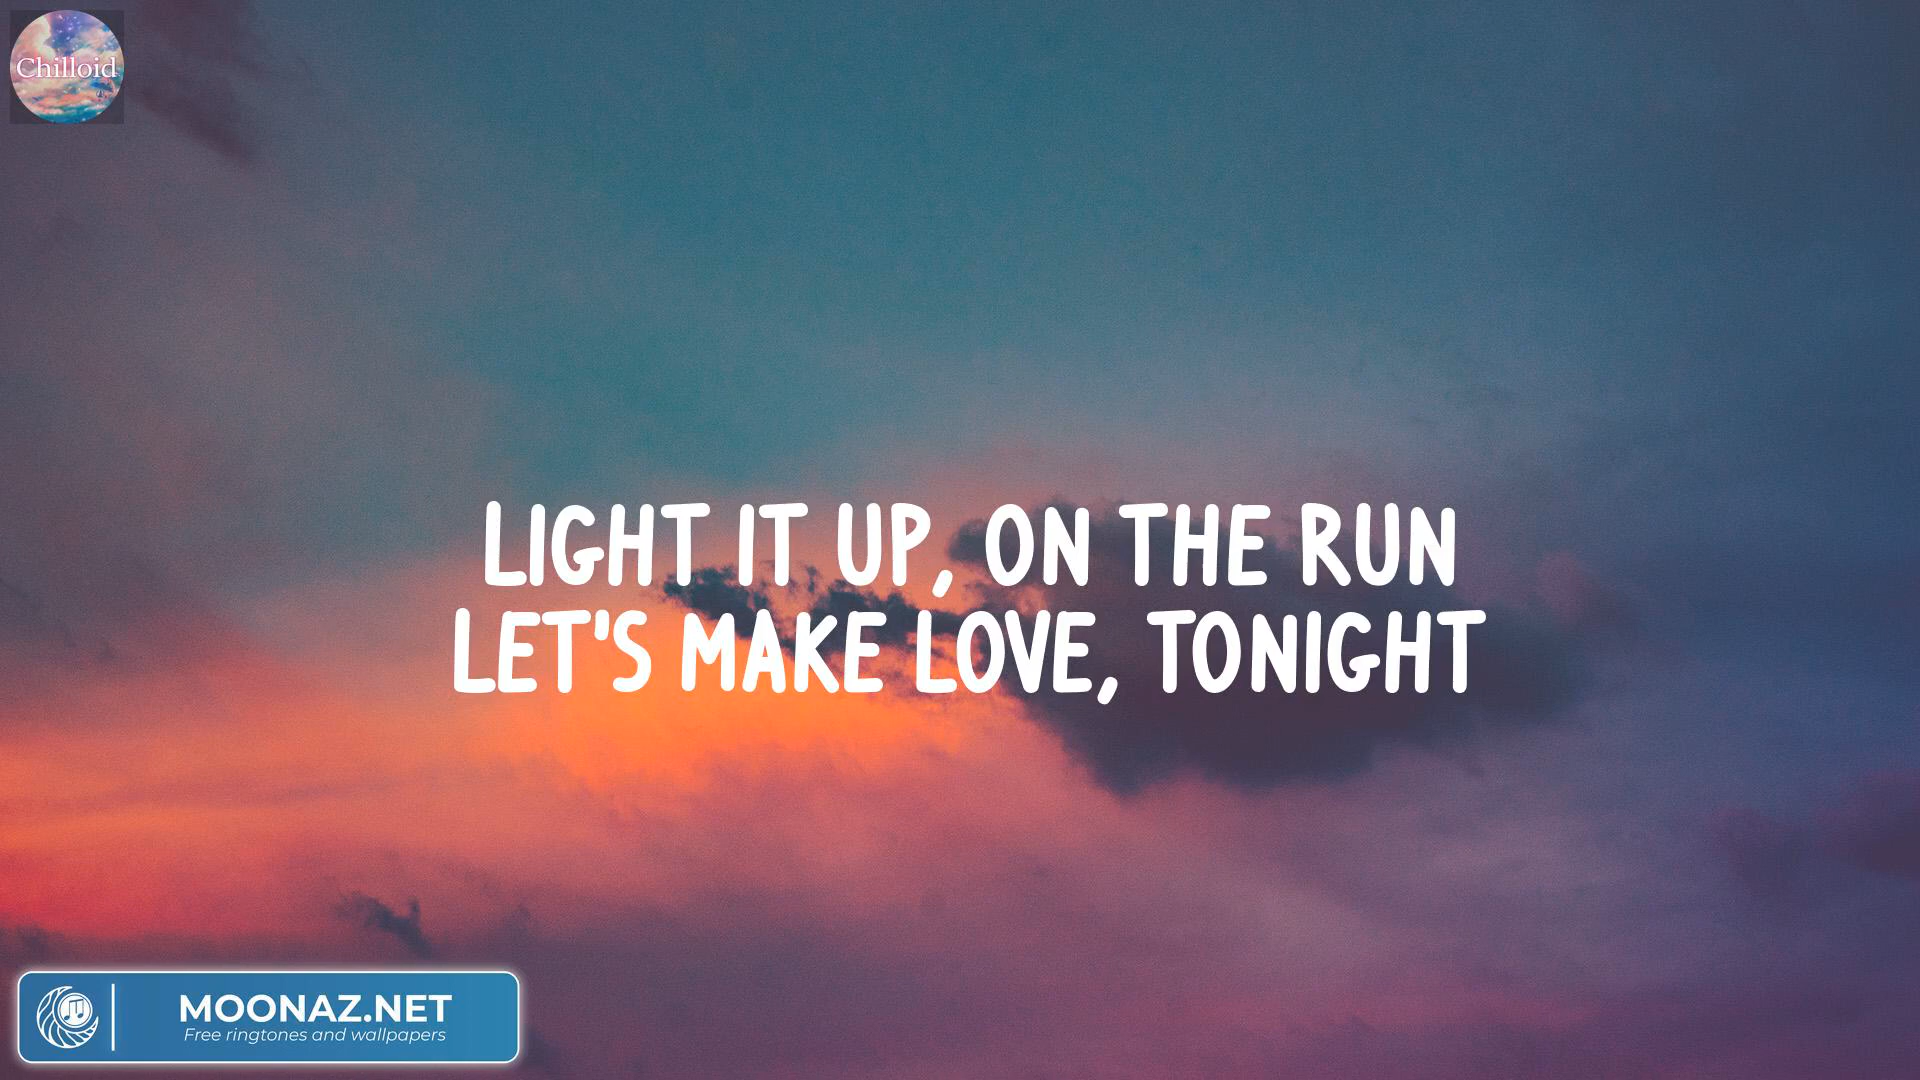 Chilloid
LIGHT IT UP, ON THE RUN
LET'S MAKE LOVE, TONIGHT
MOONAZ.NET
Free ringtones and wallpapers